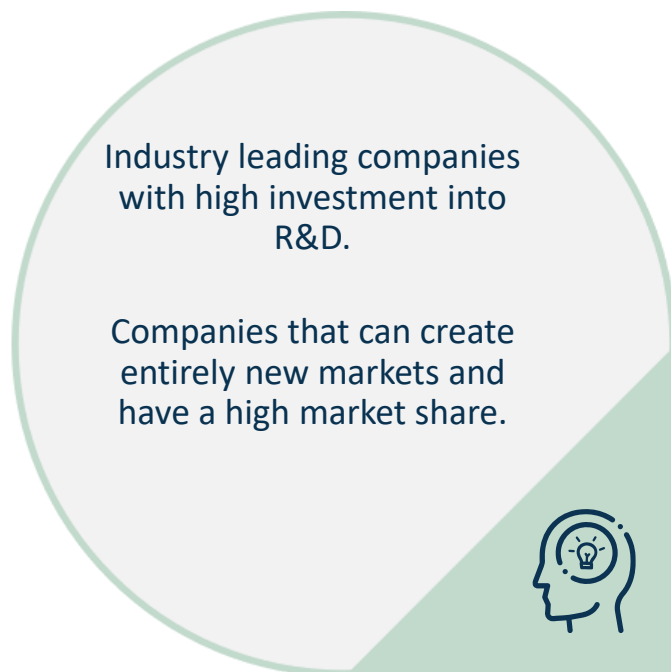 Industry leading companies
with high investment into
R&D.
Companies that can create
entirely new markets and
have a high market share.